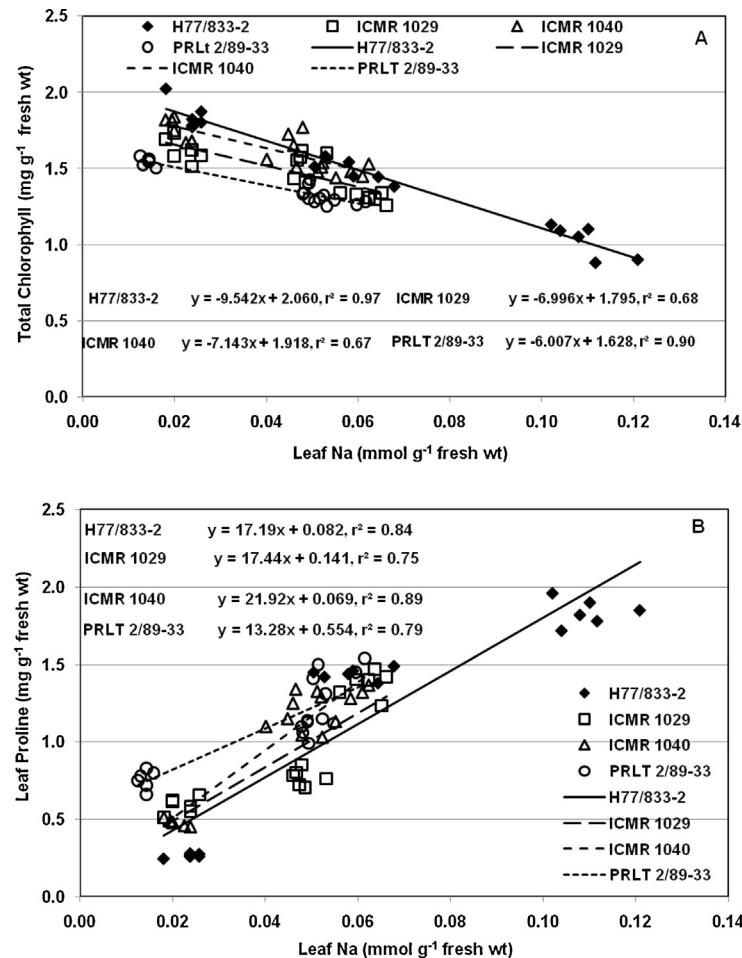 H77/833-2 ICMR 1029 ICMR 1040
PRLt 2/89-33 H77/833-2 ICMR 1029
ICMR 1040 PRLT 2/89-33
A
2.5
2.0
1.5
1.0
0.5
0.0
Total Chlorophyll (mg g-1 fresh wt)
H77/833-2 y = -9.542x + 2.060, r² = 0.97 ICMR 1029 y = -6.996x + 1.795, r² = 0.68
ICMR 1040 y = -7.143x + 1.918, r² = 0.67 PRLT 2/89-33 y = -6.007x + 1.628, r² = 0.90
0.00 0.02 0.04 0.06 0.08 0.10 0.12 0.14
Leaf Na (mmol g-1 fresh wt)
B
2.5
2.0
1.5
1.0
0.5
0.0
Leaf Proline (mg g-1 fresh wt)
H77/833-2 y = 17.19x + 0.082, r² = 0.84
ICMR 1029 y = 17.44x + 0.141, r² = 0.75
ICMR 1040 y = 21.92x + 0.069, r² = 0.89
PRLT 2/89-33 y = 13.28x + 0.554, r² = 0.79
H77/833-2
ICMR 1029
ICMR 1040
PRLT 2/89-33
H77/833-2
ICMR 1029
ICMR 1040
PRLT 2/89-33
0.00 0.02 0.04 0.06 0.08 0.10 0.12 0.14
Leaf Na (mmol g-1 fresh wt)